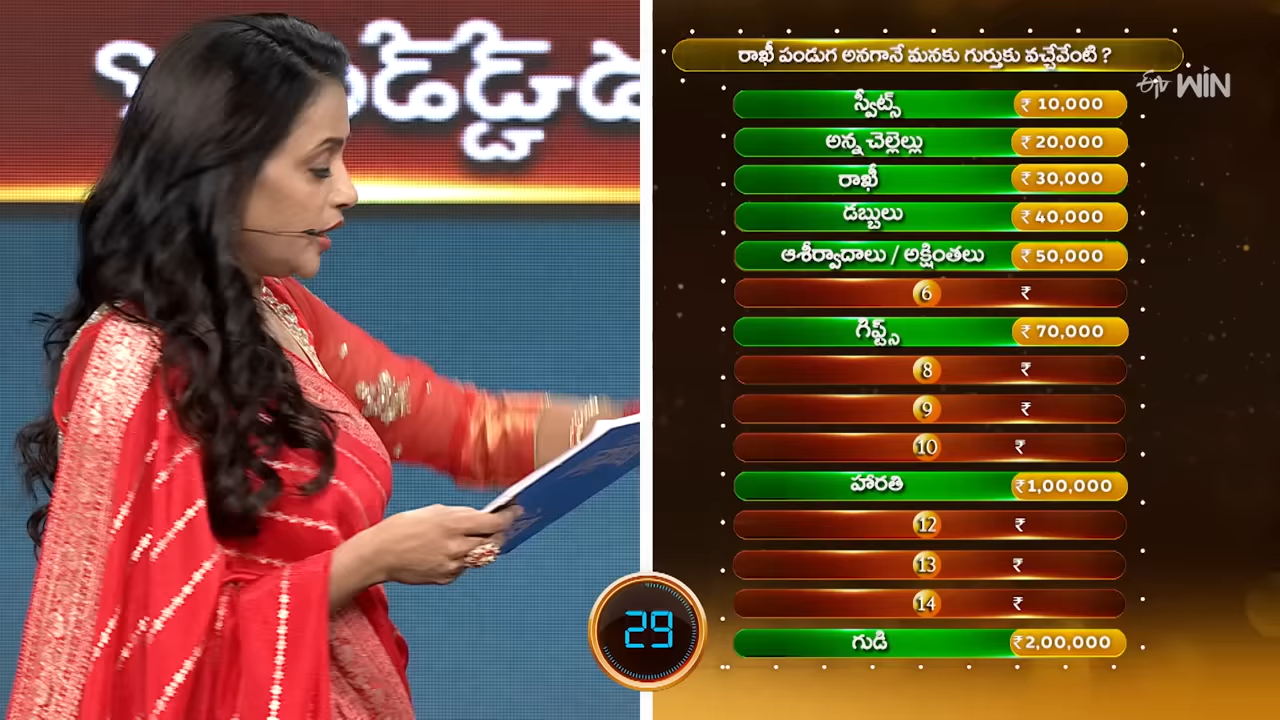 రాఖీ పండుగ అనగానే మనకు గుర్తుకు వచ్చేవేంటి ?
etv WIN
స్వీట్స్ ₹ 10,000
అన్న చెల్లెల్లు ₹ 20,000
రాఖీ ₹ 30,000
డబ్బులు ₹ 40,000
ఆశీర్వాదాలు / అక్షింతలు ₹ 50,000
6 ₹
గిఫ్ట్స్ ₹ 70,000
8 ₹
9 ₹
10 ₹
హారతి ₹1,00,000
12 ₹
13 ₹
14 ₹
గుడి ₹2,00,000
29